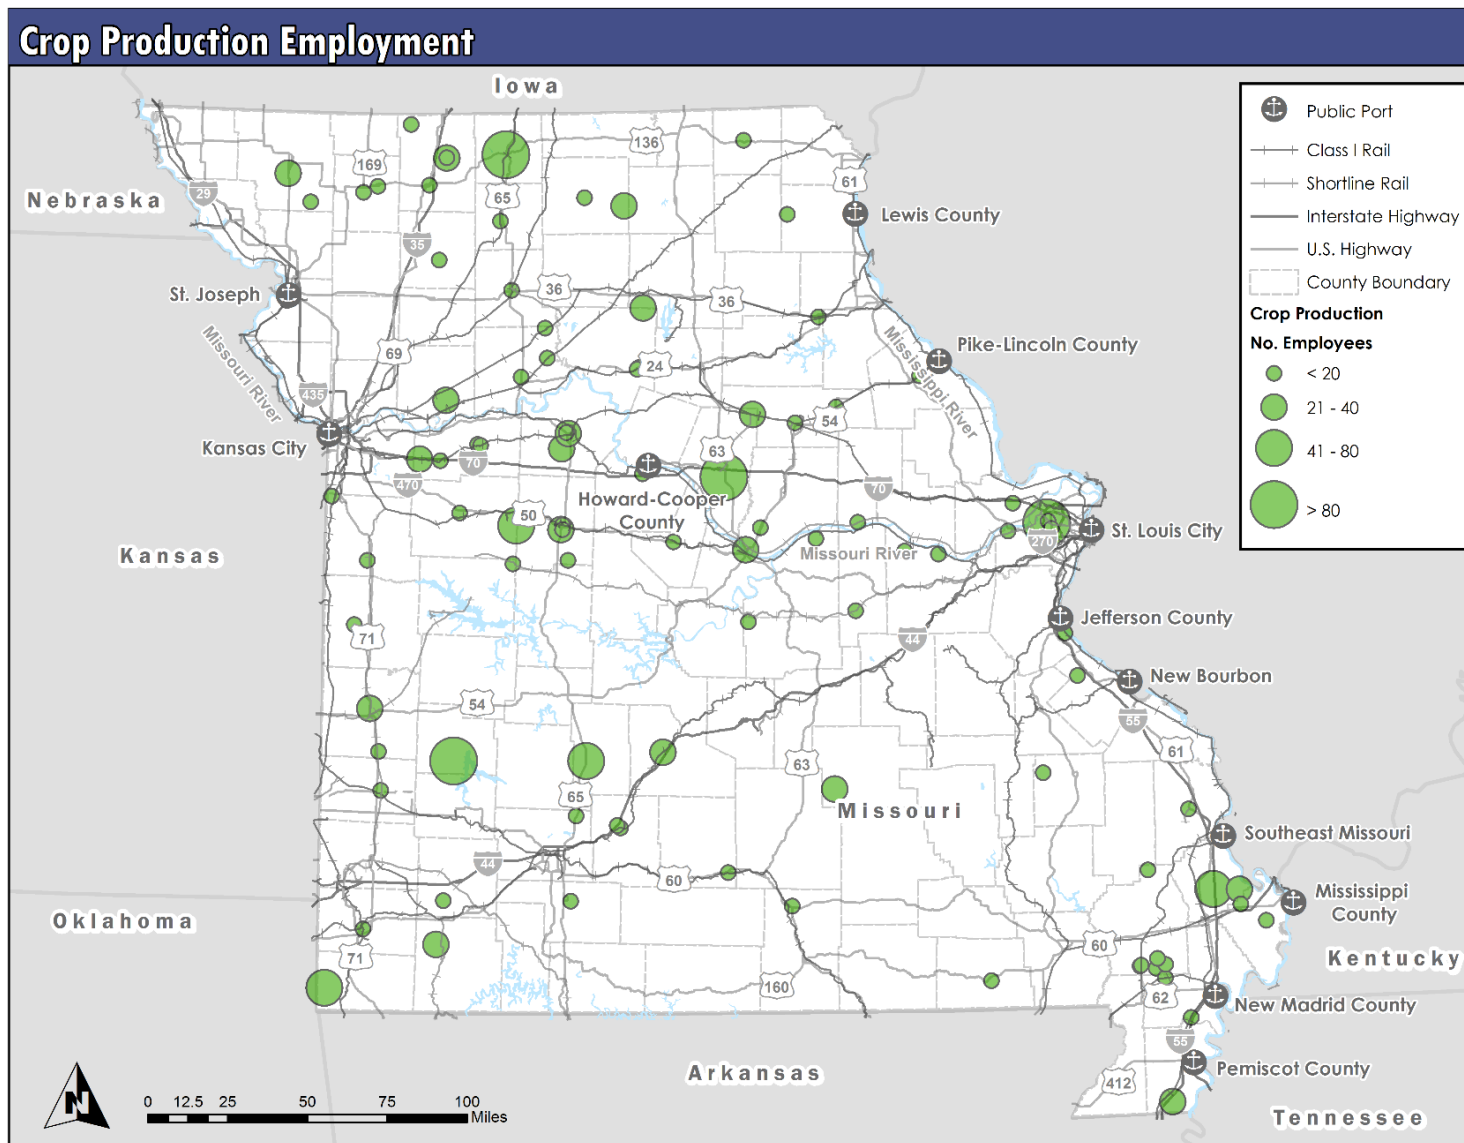 Crop Production Employment
Iowa
Public Port
Class I Rail
Shortline Rail
Interstate Highway
U.S. Highway
County Boundary
Crop Production
No. Employees
< 20
21 - 40
41 - 80
> 80
136
169
61
Nebraska
29
65
Lewis County
35
St. Joseph
36
36
Missouri River
69
24
Mississippi River
Pike-Lincoln County
435
54
Kansas City
63
70
470
70
Howard-Cooper
County
50
St. Louis City
270
Kansas
Missouri River
71
44
Jefferson County
New Bourbon
54
55
61
63
65
Missouri
Southeast Missouri
44
60
Mississippi
County
Oklahoma
71
60
Kentucky
160
62
New Madrid County
55
Pemiscot County
Arkansas
412
Tennessee
N
0 12.5 25 50 75 100
Miles